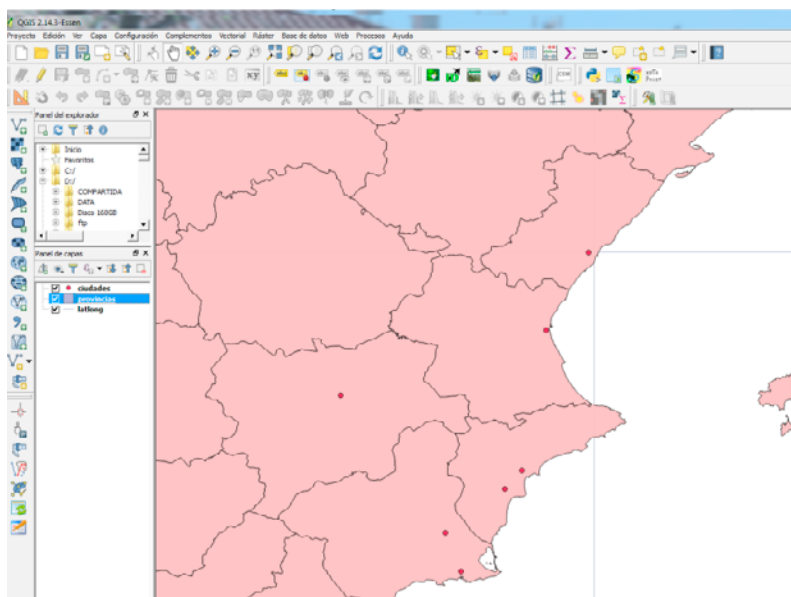 QGIS 2.14.3-Essen
Proyecto Edición Ver Capa Configuración Complementos Vectorial Ráster Base de datos Web Procesos Ayuda
Panel del explorador
Inicio
Favoritos
C:/
D:/
COMPARTIDA
DATA
Disco 160GB
ftp
Panel de capas
ciudades
provincias
latlong